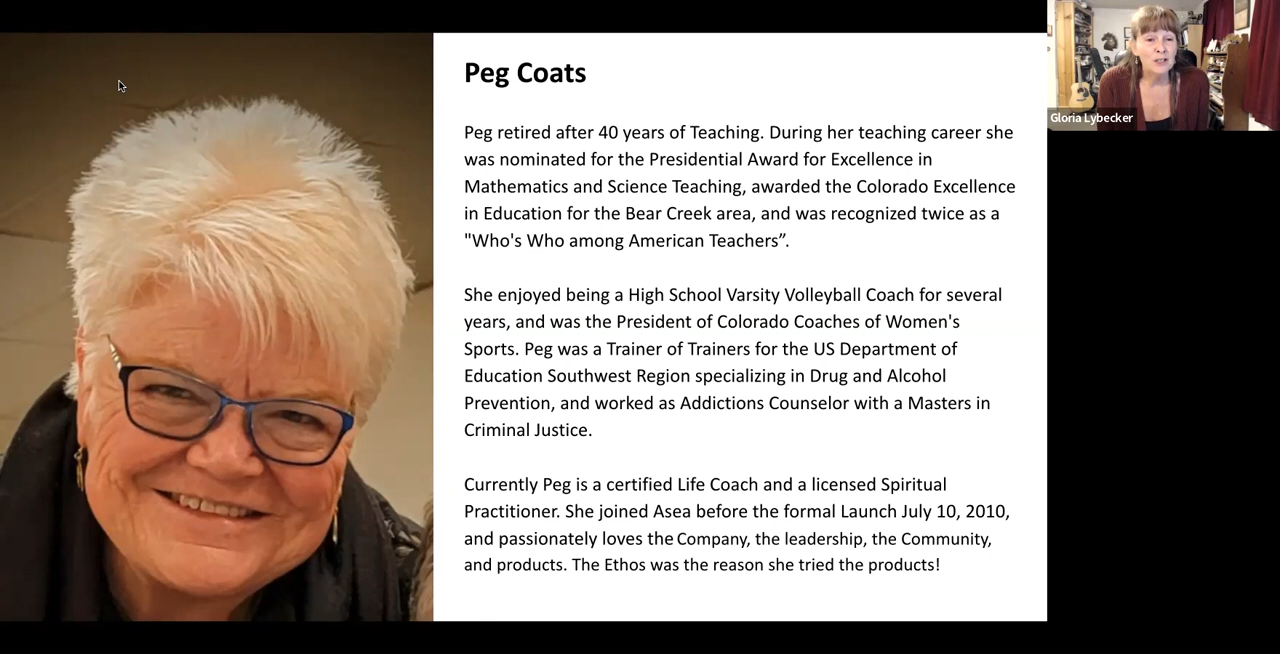 Peg Coats
Peg retired after 40 years of Teaching. During her teaching career she
was nominated for the Presidential Award for Excellence in
Mathematics and Science Teaching, awarded the Colorado Excellence
in Education for the Bear Creek area, and was recognized twice as a
"Who's Who among American Teachers”.
She enjoyed being a High School Varsity Volleyball Coach for several
years, and was the President of Colorado Coaches of Women's
Sports. Peg was a Trainer of Trainers for the US Department of
Education Southwest Region specializing in Drug and Alcohol
Prevention, and worked as Addictions Counselor with a Masters in
Criminal Justice.
Currently Peg is a certified Life Coach and a licensed Spiritual
Practitioner. She joined Asea before the formal Launch July 10, 2010,
and passionately loves the Company, the leadership, the Community,
and products. The Ethos was the reason she tried the products!
Gloria Lybecker